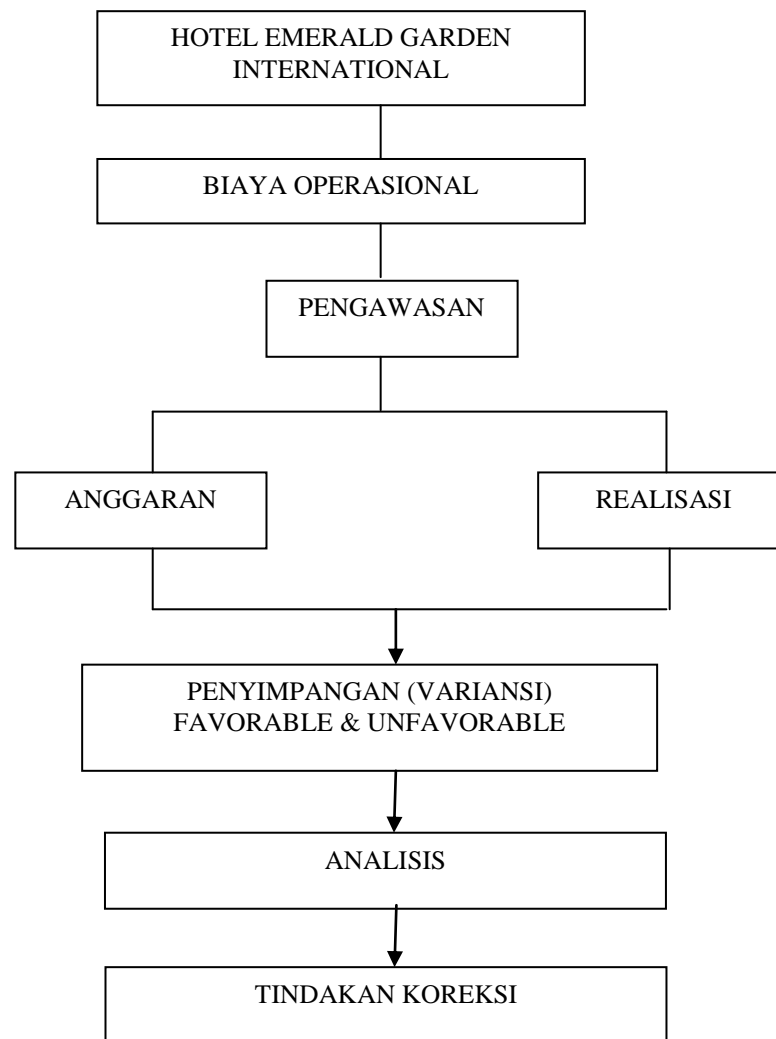 HOTEL EMERALD GARDEN
INTERNATIONAL
BIAYA OPERASIONAL
PENGAWASAN
ANGGARAN
REALISASI
PENYIMPANGAN (VARIANSI)
FAVORABLE & UNFAVORABLE
ANALISIS
TINDAKAN KOREKSI